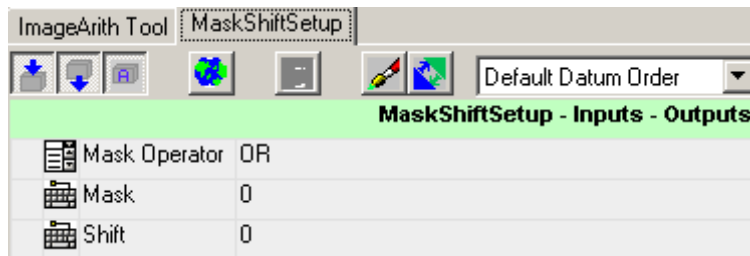 ImageArith Tool MaskShiftSetup
A Default Datum Order
MaskShiftSetup - Inputs - Outputs
Mask Operator OR
Mask 0
Shift 0